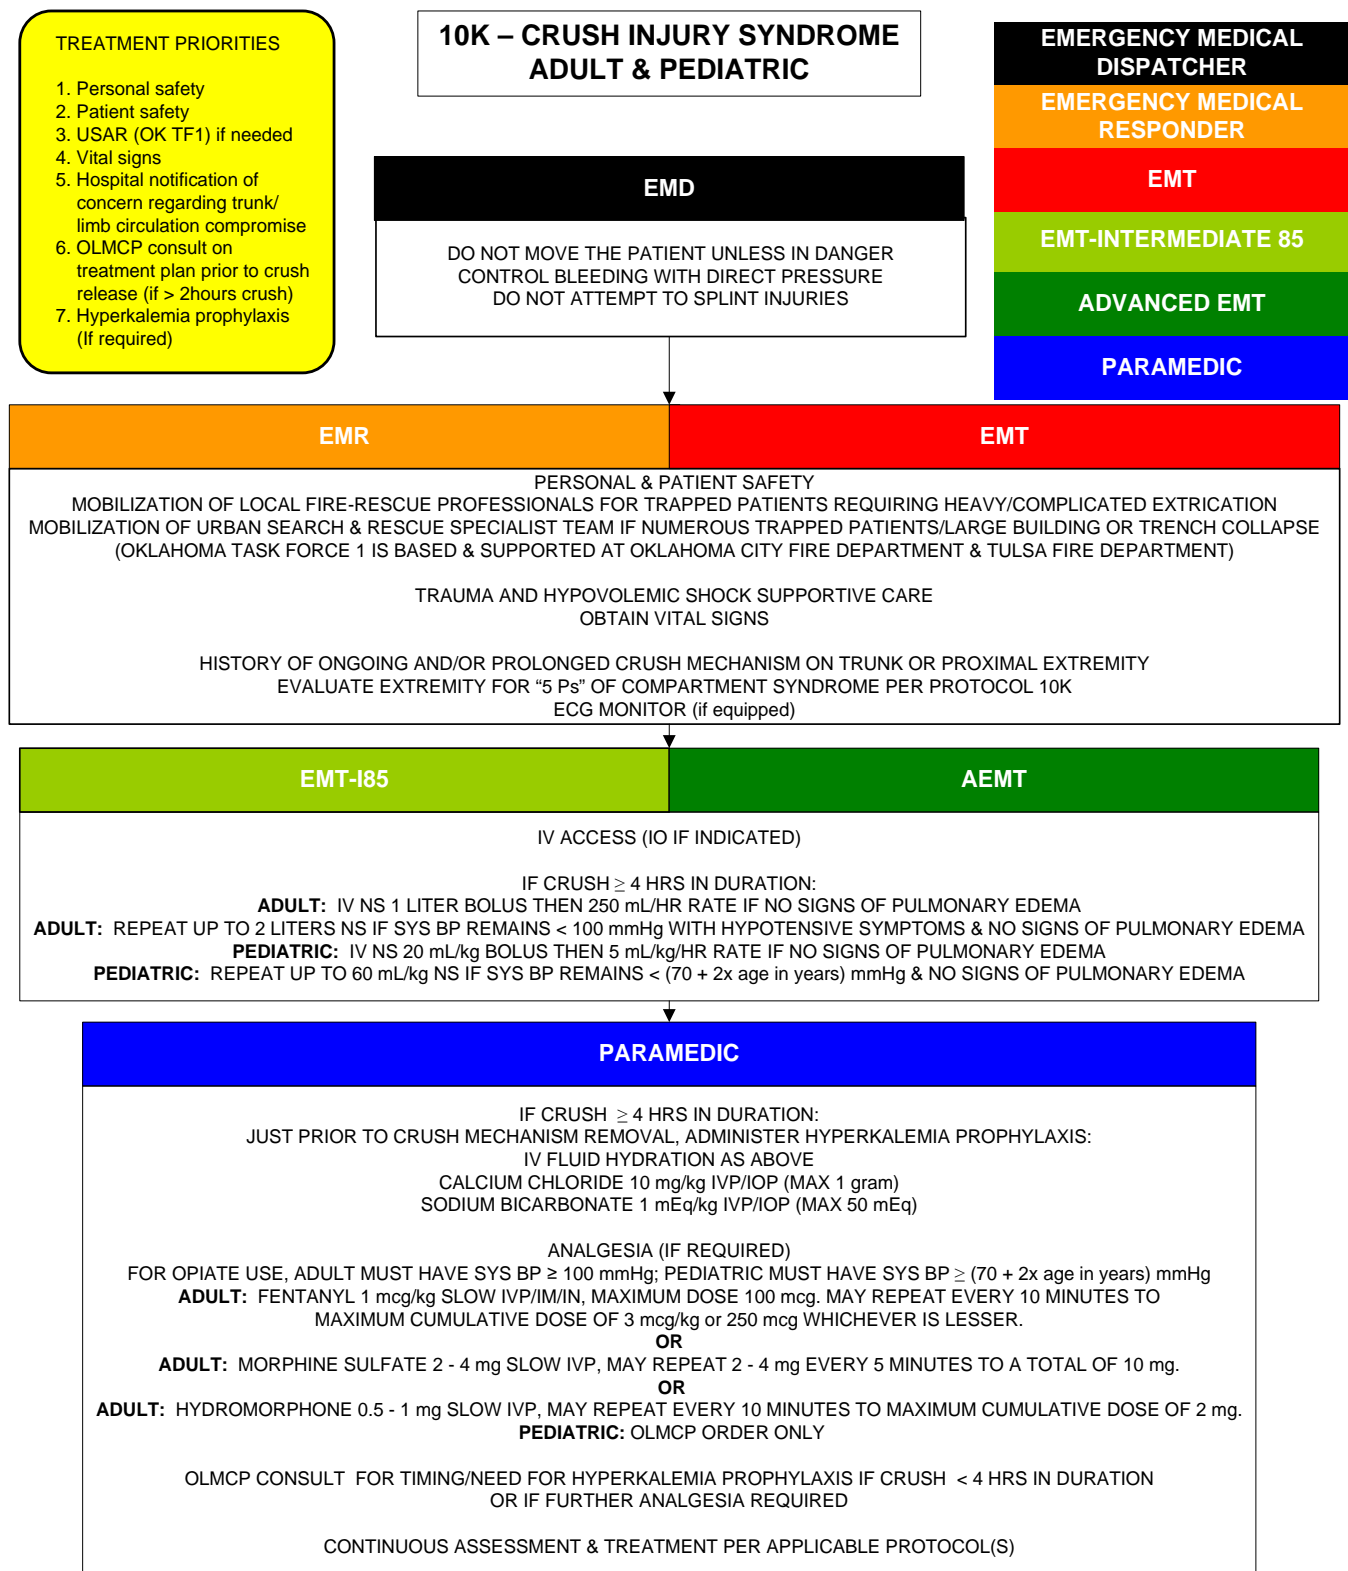 TREATMENT PRIORITIES
1. Personal safety
2. Patient safety
3. USAR (OK TF1) if needed
4. Vital signs
5. Hospital notification of
concern regarding trunk/
limb circulation compromise
6. OLMCP consult on
treatment plan prior to crush
release (if > 2hours crush)
7. Hyperkalemia prophylaxis
(If required)
10K – CRUSH INJURY SYNDROME
ADULT & PEDIATRIC
EMERGENCY MEDICAL
DISPATCHER
EMERGENCY MEDICAL
RESPONDER
EMT
EMT-INTERMEDIATE 85
ADVANCED EMT
PARAMEDIC
EMD
DO NOT MOVE THE PATIENT UNLESS IN DANGER
CONTROL BLEEDING WITH DIRECT PRESSURE
DO NOT ATTEMPT TO SPLINT INJURIES
EMR
EMT
PERSONAL & PATIENT SAFETY
MOBILIZATION OF LOCAL FIRE-RESCUE PROFESSIONALS FOR TRAPPED PATIENTS REQUIRING HEAVY/COMPLICATED EXTRICATION
MOBILIZATION OF URBAN SEARCH & RESCUE SPECIALIST TEAM IF NUMEROUS TRAPPED PATIENTS/LARGE BUILDING OR TRENCH COLLAPSE
(OKLAHOMA TASK FORCE 1 IS BASED & SUPPORTED AT OKLAHOMA CITY FIRE DEPARTMENT & TULSA FIRE DEPARTMENT)
TRAUMA AND HYPOVOLEMIC SHOCK SUPPORTIVE CARE
OBTAIN VITAL SIGNS
HISTORY OF ONGOING AND/OR PROLONGED CRUSH MECHANISM ON TRUNK OR PROXIMAL EXTREMITY
EVALUATE EXTREMITY FOR “5 Ps” OF COMPARTMENT SYNDROME PER PROTOCOL 10K
ECG MONITOR (if equipped)
EMT-I85
AEMT
IV ACCESS (IO IF INDICATED)
IF CRUSH ≥ 4 HRS IN DURATION:
ADULT: IV NS 1 LITER BOLUS THEN 250 mL/HR RATE IF NO SIGNS OF PULMONARY EDEMA
ADULT: REPEAT UP TO 2 LITERS NS IF SYS BP REMAINS < 100 mmHg WITH HYPOTENSIVE SYMPTOMS & NO SIGNS OF PULMONARY EDEMA
PEDIATRIC: IV NS 20 mL/kg BOLUS THEN 5 mL/kg/HR RATE IF NO SIGNS OF PULMONARY EDEMA
PEDIATRIC: REPEAT UP TO 60 mL/kg NS IF SYS BP REMAINS < (70 + 2x age in years) mmHg & NO SIGNS OF PULMONARY EDEMA
PARAMEDIC
IF CRUSH ≥ 4 HRS IN DURATION:
JUST PRIOR TO CRUSH MECHANISM REMOVAL, ADMINISTER HYPERKALEMIA PROPHYLAXIS:
IV FLUID HYDRATION AS ABOVE
CALCIUM CHLORIDE 10 mg/kg IVP/IOP (MAX 1 gram)
SODIUM BICARBONATE 1 mEq/kg IVP/IOP (MAX 50 mEq)
ANALGESIA (IF REQUIRED)
FOR OPIATE USE, ADULT MUST HAVE SYS BP ≥ 100 mmHg; PEDIATRIC MUST HAVE SYS BP ≥ (70 + 2x age in years) mmHg
ADULT: FENTANYL 1 mcg/kg SLOW IVP/IM/IN, MAXIMUM DOSE 100 mcg. MAY REPEAT EVERY 10 MINUTES TO
MAXIMUM CUMULATIVE DOSE OF 3 mcg/kg or 250 mcg WHICHEVER IS LESSER.
OR
ADULT: MORPHINE SULFATE 2 - 4 mg SLOW IVP, MAY REPEAT 2 - 4 mg EVERY 5 MINUTES TO A TOTAL OF 10 mg.
OR
ADULT: HYDROMORPHONE 0.5 - 1 mg SLOW IVP, MAY REPEAT EVERY 10 MINUTES TO MAXIMUM CUMULATIVE DOSE OF 2 mg.
PEDIATRIC: OLMCP ORDER ONLY
OLMCP CONSULT FOR TIMING/NEED FOR HYPERKALEMIA PROPHYLAXIS IF CRUSH < 4 HRS IN DURATION
OR IF FURTHER ANALGESIA REQUIRED
CONTINUOUS ASSESSMENT & TREATMENT PER APPLICABLE PROTOCOL(S)